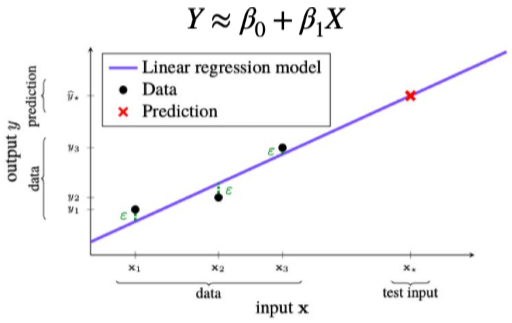 Y ≈ β₀ + β₁X
Linear regression model
Data
Prediction
output y
prediction
data
ŷ⋆
y₃
y₂
y₁
ε
ε
ε
x₁
x₂
x₃
x⋆
data
test input
input x